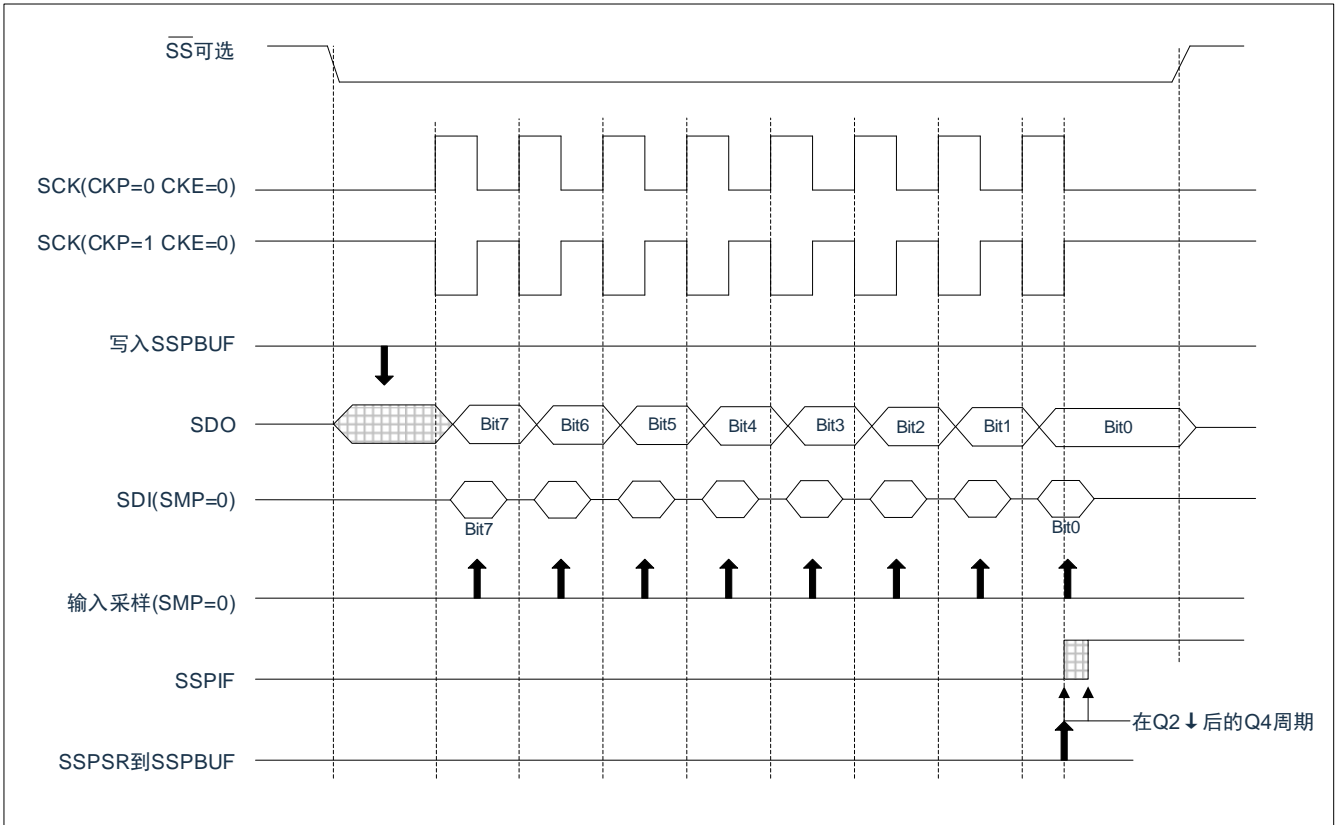 SS可选
SCK(CKP=0 CKE=0)
SCK(CKP=1 CKE=0)
写入SSPBUF
SDO
Bit7 Bit6 Bit5 Bit4 Bit3 Bit2 Bit1 Bit0
SDI(SMP=0)
Bit7 Bit0
输入采样(SMP=0)
SSPIF
在Q2↓后的Q4周期
SSPSR到SSPBUF